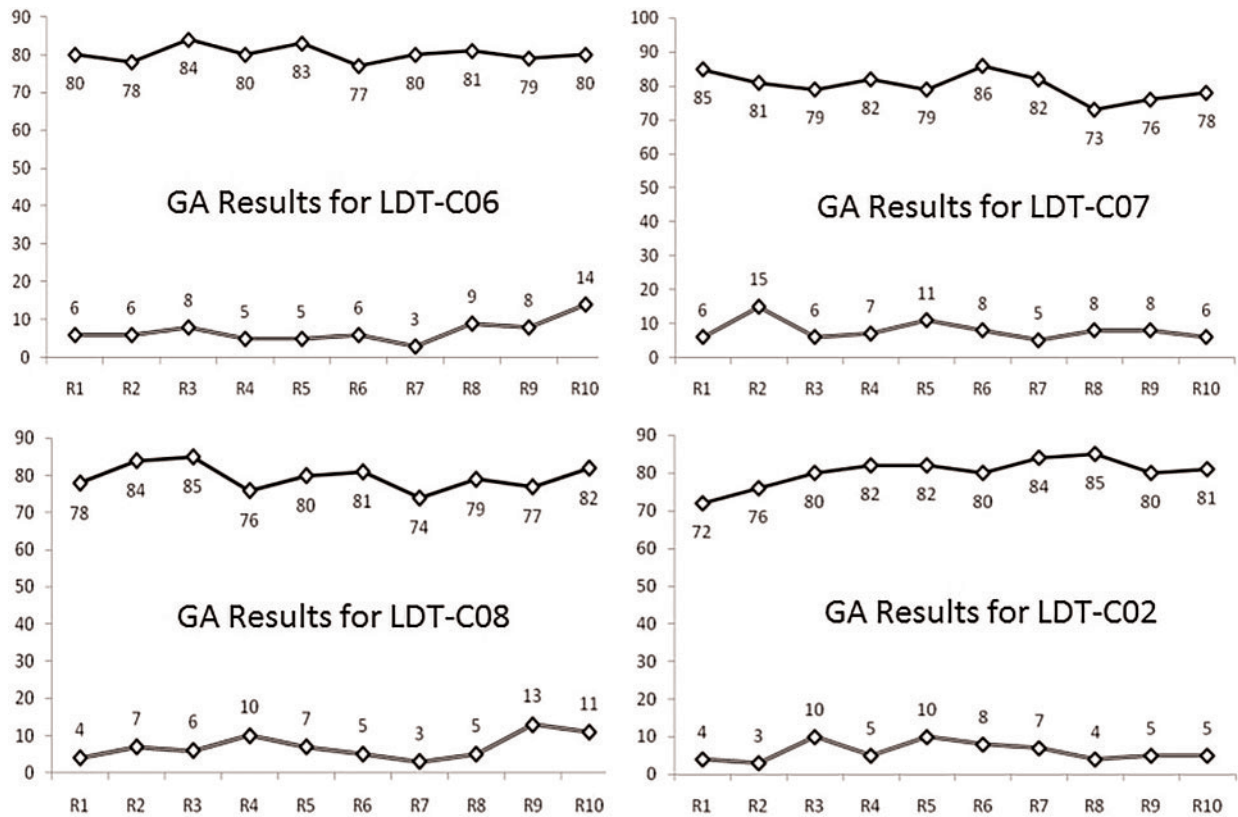 90
80
70
60
50
40
30
20
10
0
80 78 84 80 83 77 80 81 79 80
GA Results for LDT-C06
6 6 8 5 5 6 3 9 8 14
R1 R2 R3 R4 R5 R6 R7 R8 R9 R10
100
90
80
70
60
50
40
30
20
10
0
85 81 79 82 79 86 82 73 76 78
GA Results for LDT-C07
6 15 6 7 11 8 5 8 8 6
R1 R2 R3 R4 R5 R6 R7 R8 R9 R10
90
80
70
60
50
40
30
20
10
0
78 84 85 76 80 81 74 79 77 82
GA Results for LDT-C08
4 7 6 10 7 5 3 5 13 11
R1 R2 R3 R4 R5 R6 R7 R8 R9 R10
90
80
70
60
50
40
30
20
10
0
72 76 80 82 82 80 84 85 80 81
GA Results for LDT-C02
4 3 10 5 10 8 7 4 5 5
R1 R2 R3 R4 R5 R6 R7 R8 R9 R10